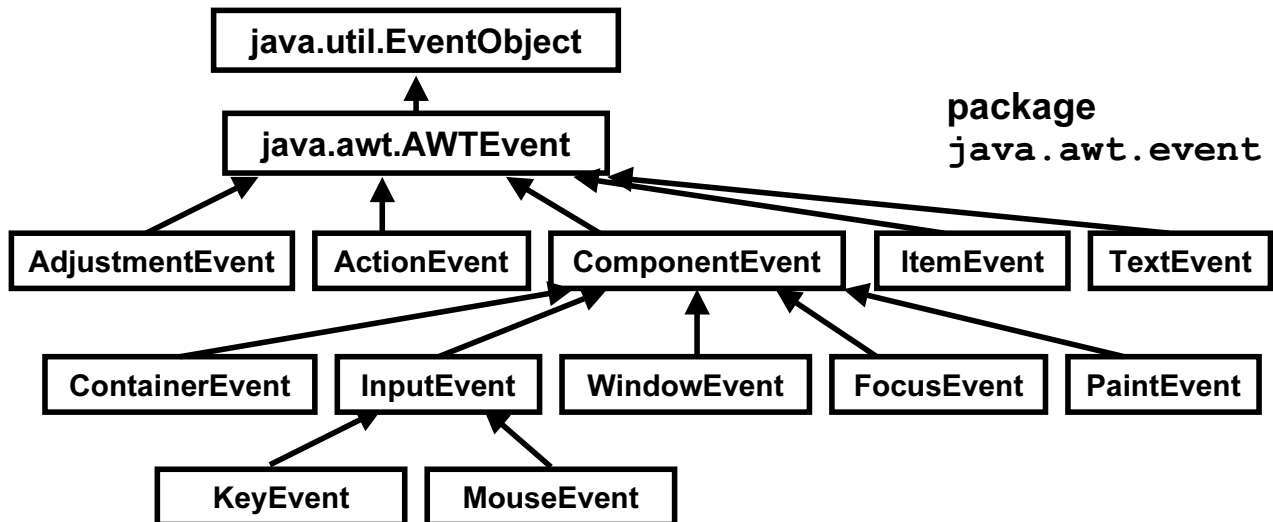 java.util.EventObject
package
java.awt.event
java.awt.AWTEvent
AdjustmentEvent
ActionEvent
ComponentEvent
ItemEvent
TextEvent
ContainerEvent
InputEvent
WindowEvent
FocusEvent
PaintEvent
KeyEvent
MouseEvent